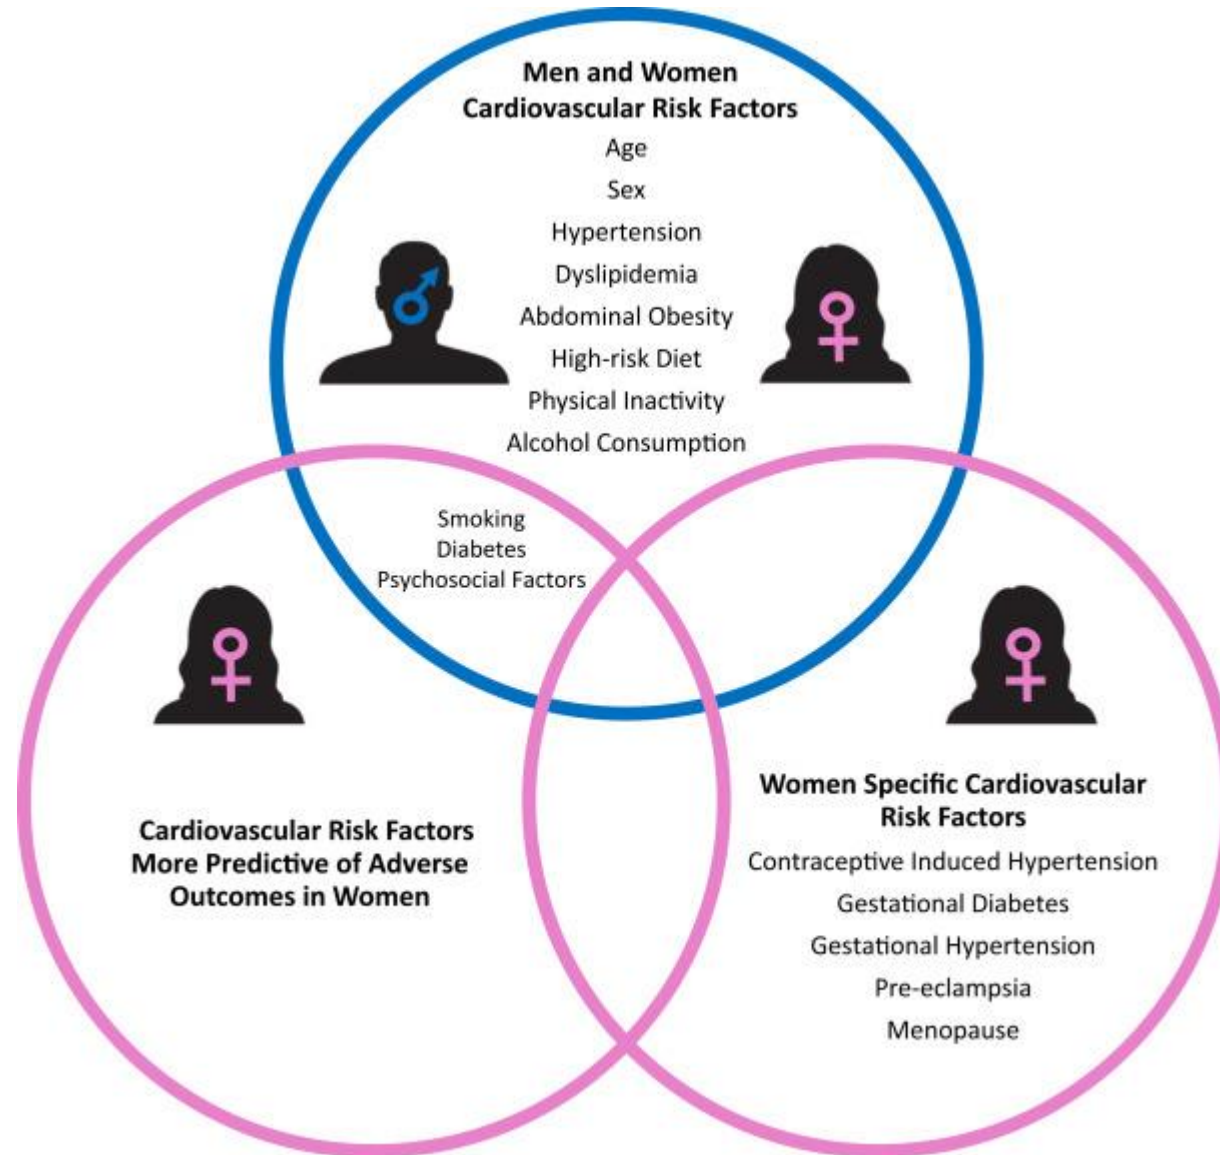 Men and Women
Cardiovascular Risk Factors
Age
Sex
Hypertension
Dyslipidemia
Abdominal Obesity
High-risk Diet
Physical Inactivity
Alcohol Consumption
Smoking
Diabetes
Psychosocial Factors
Cardiovascular Risk Factors
More Predictive of Adverse
Outcomes in Women
Women Specific Cardiovascular
Risk Factors
Contraceptive Induced Hypertension
Gestational Diabetes
Gestational Hypertension
Pre-eclampsia
Menopause